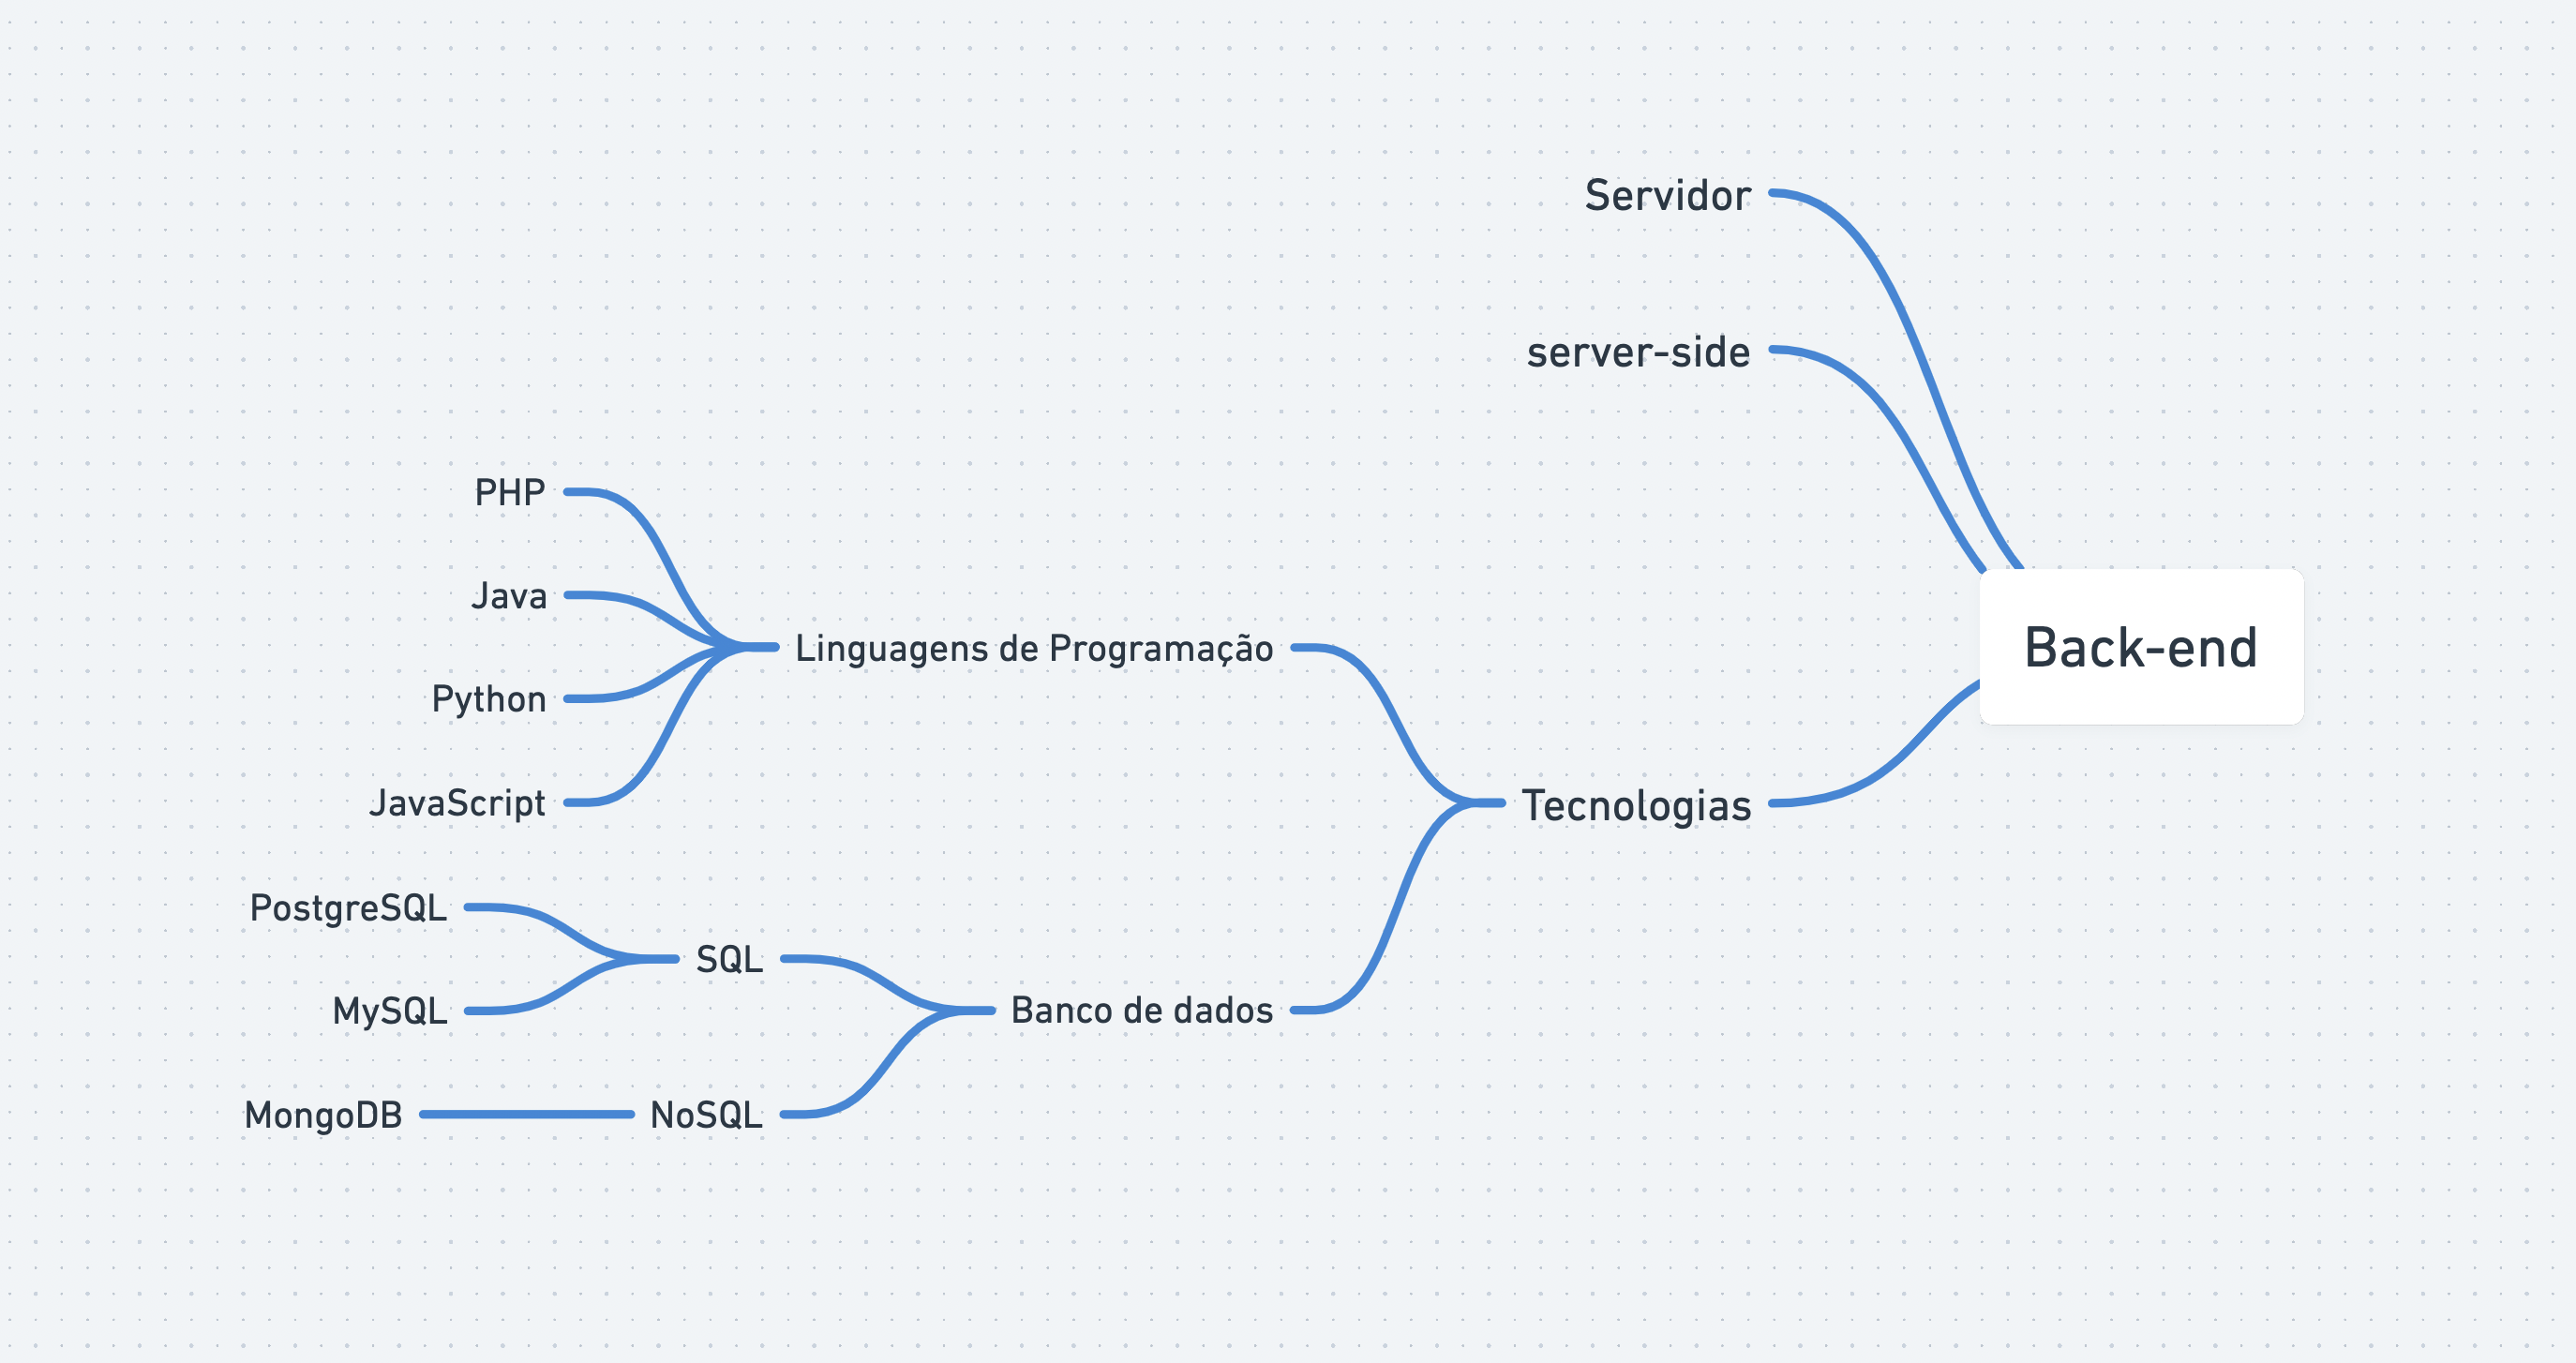 Servidor
server-side
PHP
Java
Linguagens de Programação
Back-end
Python
JavaScript
Tecnologias
PostgreSQL
SQL
MySQL
Banco de dados
MongoDB
NoSQL